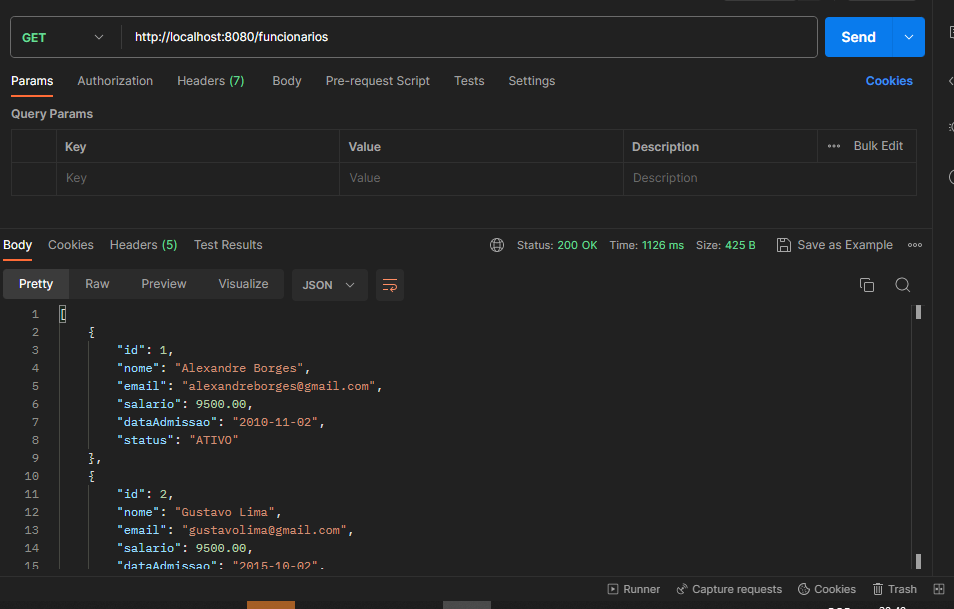 GET http://localhost:8080/funcionarios Send
Params Authorization Headers (7) Body Pre-request Script Tests Settings Cookies
Query Params
Key Value Description Bulk Edit
Key Value Description
Body Cookies Headers (5) Test Results Status: 200 OK Time: 1126 ms Size: 425 B Save as Example
Pretty Raw Preview Visualize JSON
1 [
2 {
3 "id": 1,
4 "nome": "Alexandre Borges",
5 "email": "alexandreborges@gmail.com",
6 "salario": 9500.00,
7 "dataAdmissao": "2010-11-02",
8 "status": "ATIVO"
9 },
10 {
11 "id": 2,
12 "nome": "Gustavo Lima",
13 "email": "gustavolima@gmail.com",
14 "salario": 9500.00,
15 "dataAdmissao": "2015-10-02",
Runner Capture requests Cookies Trash